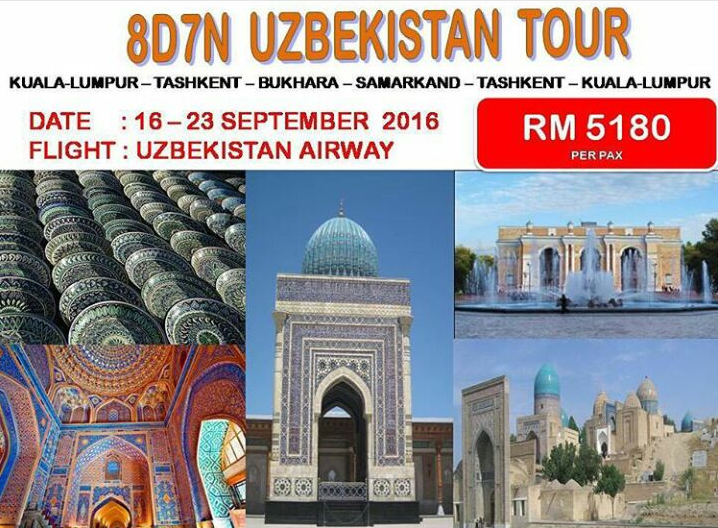 8D7N UZBEKISTAN TOUR
KUALA-LUMPUR – TASHKENT – BUKHARA – SAMARKAND – TASHKENT – KUALA-LUMPUR
DATE : 16 – 23 SEPTEMBER 2016
FLIGHT : UZBEKISTAN AIRWAY
RM 5180
PER PAX